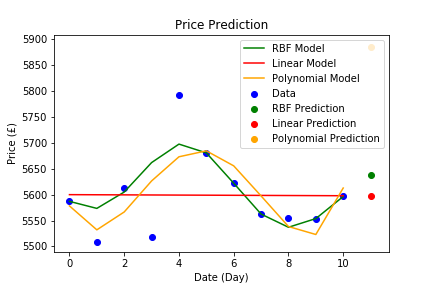 Price Prediction
5900
5850
5800
5750
5700
5650
5600
5550
5500
Price (£)
0
2
4
6
8
10
Date (Day)
RBF Model
Linear Model
Polynomial Model
Data
RBF Prediction
Linear Prediction
Polynomial Prediction